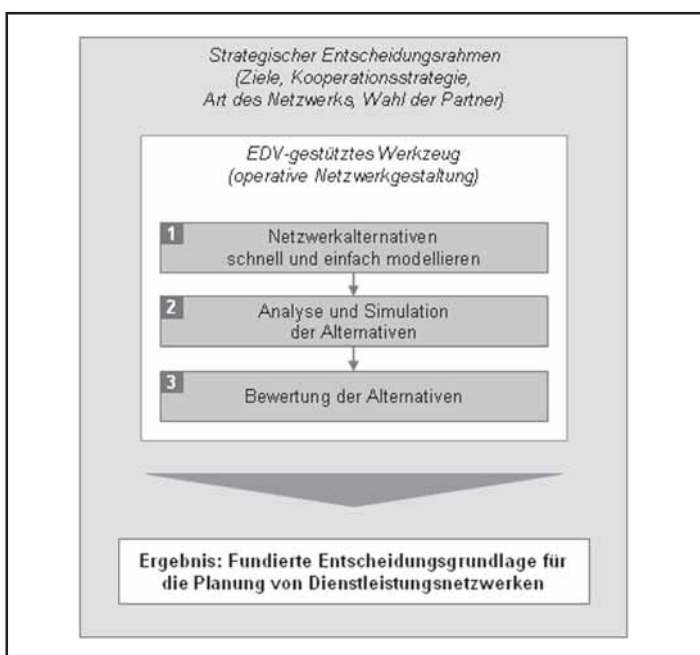 Strategischer Entscheidungsrahmen
(Ziele, Kooperationsstrategie,
Art des Netzwerks, Wahl der Partner)
EDV-gestütztes Werkzeug
(operative Netzwerkgestaltung)
1
Netzwerkalternativen
schnell und einfach modellieren
2
Analyse und Simulation
der Alternativen
3
Bewertung der Alternativen
Ergebnis: Fundierte Entscheidungsgrundlage für
die Planung von Dienstleistungsnetzwerken